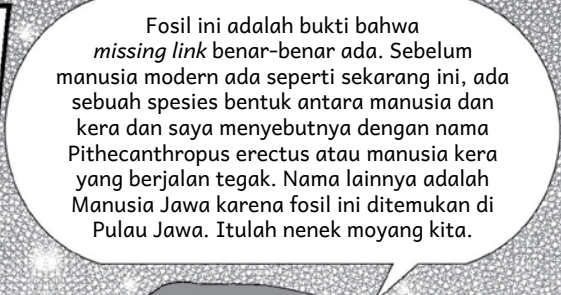 Fosil ini adalah bukti bahwa
missing link benar-benar ada. Sebelum
manusia modern ada seperti sekarang ini, ada
sebuah spesies bentuk antara manusia dan
kera dan saya menyebutnya dengan nama
Pithecanthropus erectus atau manusia kera
yang berjalan tegak. Nama lainnya adalah
Manusia Jawa karena fosil ini ditemukan di
Pulau Jawa. Itulah nenek moyang kita.